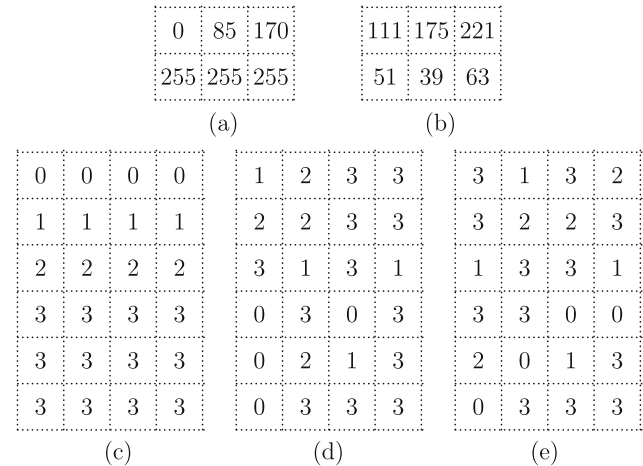 0 85 170 111 175 221
255 255 255 51 39 63
(a) (b)
0 0 0 0 1 2 3 3 3 1 3 2
1 1 1 1 2 2 3 3 3 2 2 3
2 2 2 2 3 1 3 1 1 3 3 1
3 3 3 3 0 3 0 3 3 3 0 0
3 3 3 3 0 2 1 3 2 0 1 3
3 3 3 3 0 3 3 3 0 3 3 3
(c) (d) (e)